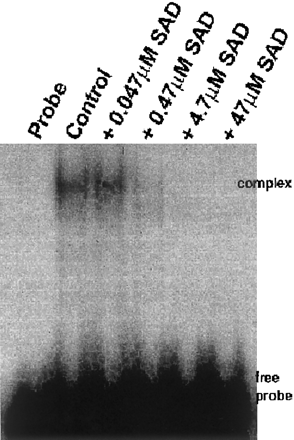 Probe
Control
+ 0.047μM SAD
+ 0.47μM SAD
+ 4.7μM SAD
+ 47μM SAD
complex
free
probe